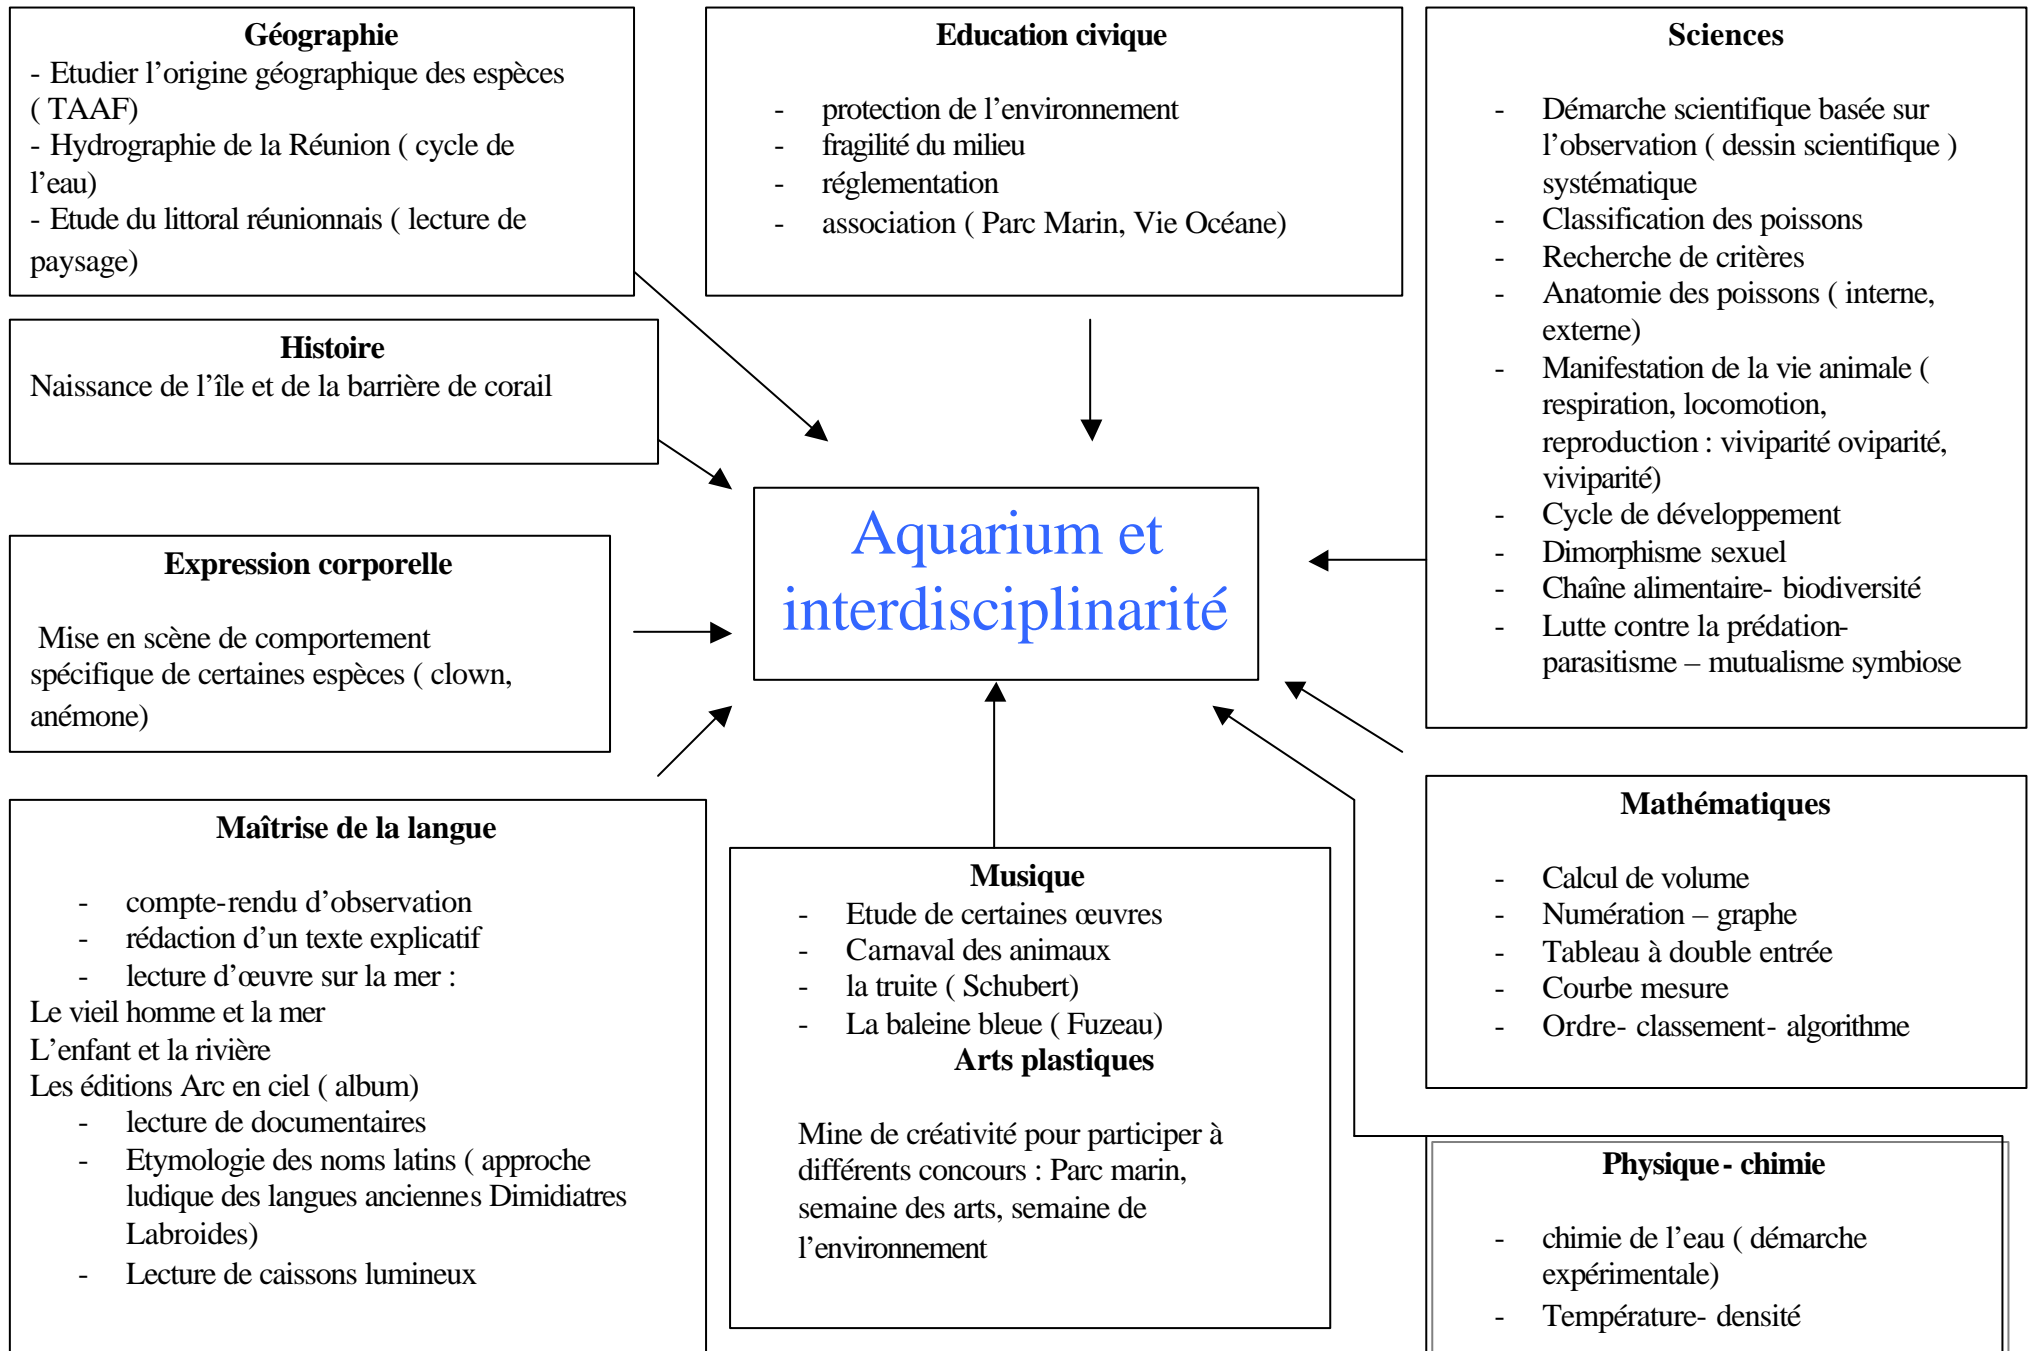 Géographie
- Etudier l’origine géographique des espèces
( TAAF)
- Hydrographie de la Réunion ( cycle de
l’eau)
- Etude du littoral réunionnais ( lecture de
paysage)
Education civique
- protection de l’environnement
- fragilité du milieu
- réglementation
- association ( Parc Marin, Vie Océane)
Sciences
- Démarche scientifique basée sur
l’observation ( dessin scientifique )
systématique
- Classification des poissons
- Recherche de critères
- Anatomie des poissons ( interne,
externe)
- Manifestation de la vie animale (
respiration, locomotion,
reproduction : viviparité oviparité,
viviparité)
- Cycle de développement
- Dimorphisme sexuel
- Chaîne alimentaire- biodiversité
- Lutte contre la prédation-
parasitisme – mutualisme symbiose
Histoire
Naissance de l’île et de la barrière de corail
Aquarium et
interdisciplinarité
Expression corporelle
Mise en scène de comportement
spécifique de certaines espèces ( clown,
anémone)
Maîtrise de la langue
- compte-rendu d’observation
- rédaction d’un texte explicatif
- lecture d’œuvre sur la mer :
Le vieil homme et la mer
L’enfant et la rivière
Les éditions Arc en ciel ( album)
- lecture de documentaires
- Etymologie des noms latins ( approche
ludique des langues anciennes Dimidiatres
Labroides)
- Lecture de caissons lumineux
Musique
- Etude de certaines œuvres
- Carnaval des animaux
- la truite ( Schubert)
- La baleine bleue ( Fuzeau)
Arts plastiques
Mine de créativité pour participer à
différents concours : Parc marin,
semaine des arts, semaine de
l’environnement
Mathématiques
- Calcul de volume
- Numération – graphe
- Tableau à double entrée
- Courbe mesure
- Ordre- classement- algorithme
Physique- chimie
- chimie de l’eau ( démarche
expérimentale)
- Température- densité